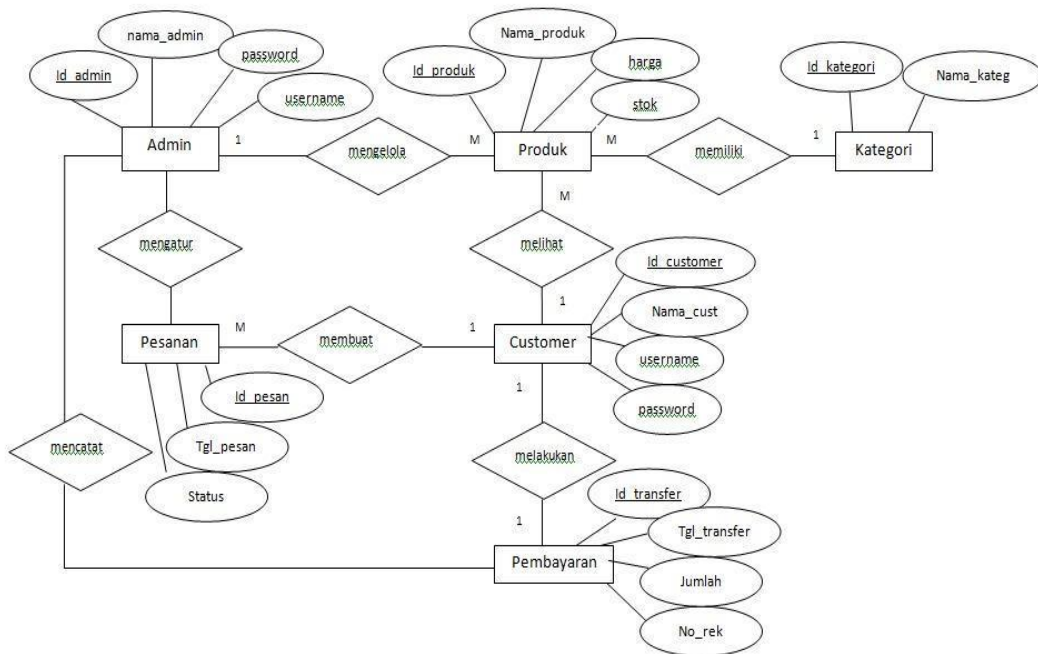 nama_admin
password
Id_admin
username
Nama_produk
Id_produk
harga
stok
Id_kategori
Nama_kateg
Admin
1
mengelola
M
Produk
M
memiliki
1
Kategori
M
mengatur
melihat
1
Id_customer
Nama_cust
username
password
Pesanan
M
membuat
1
Customer
1
Id_pesan
Tgl_pesan
Status
mencatat
melakukan
1
Id_transfer
Tgl_transfer
Jumlah
No_rek
Pembayaran